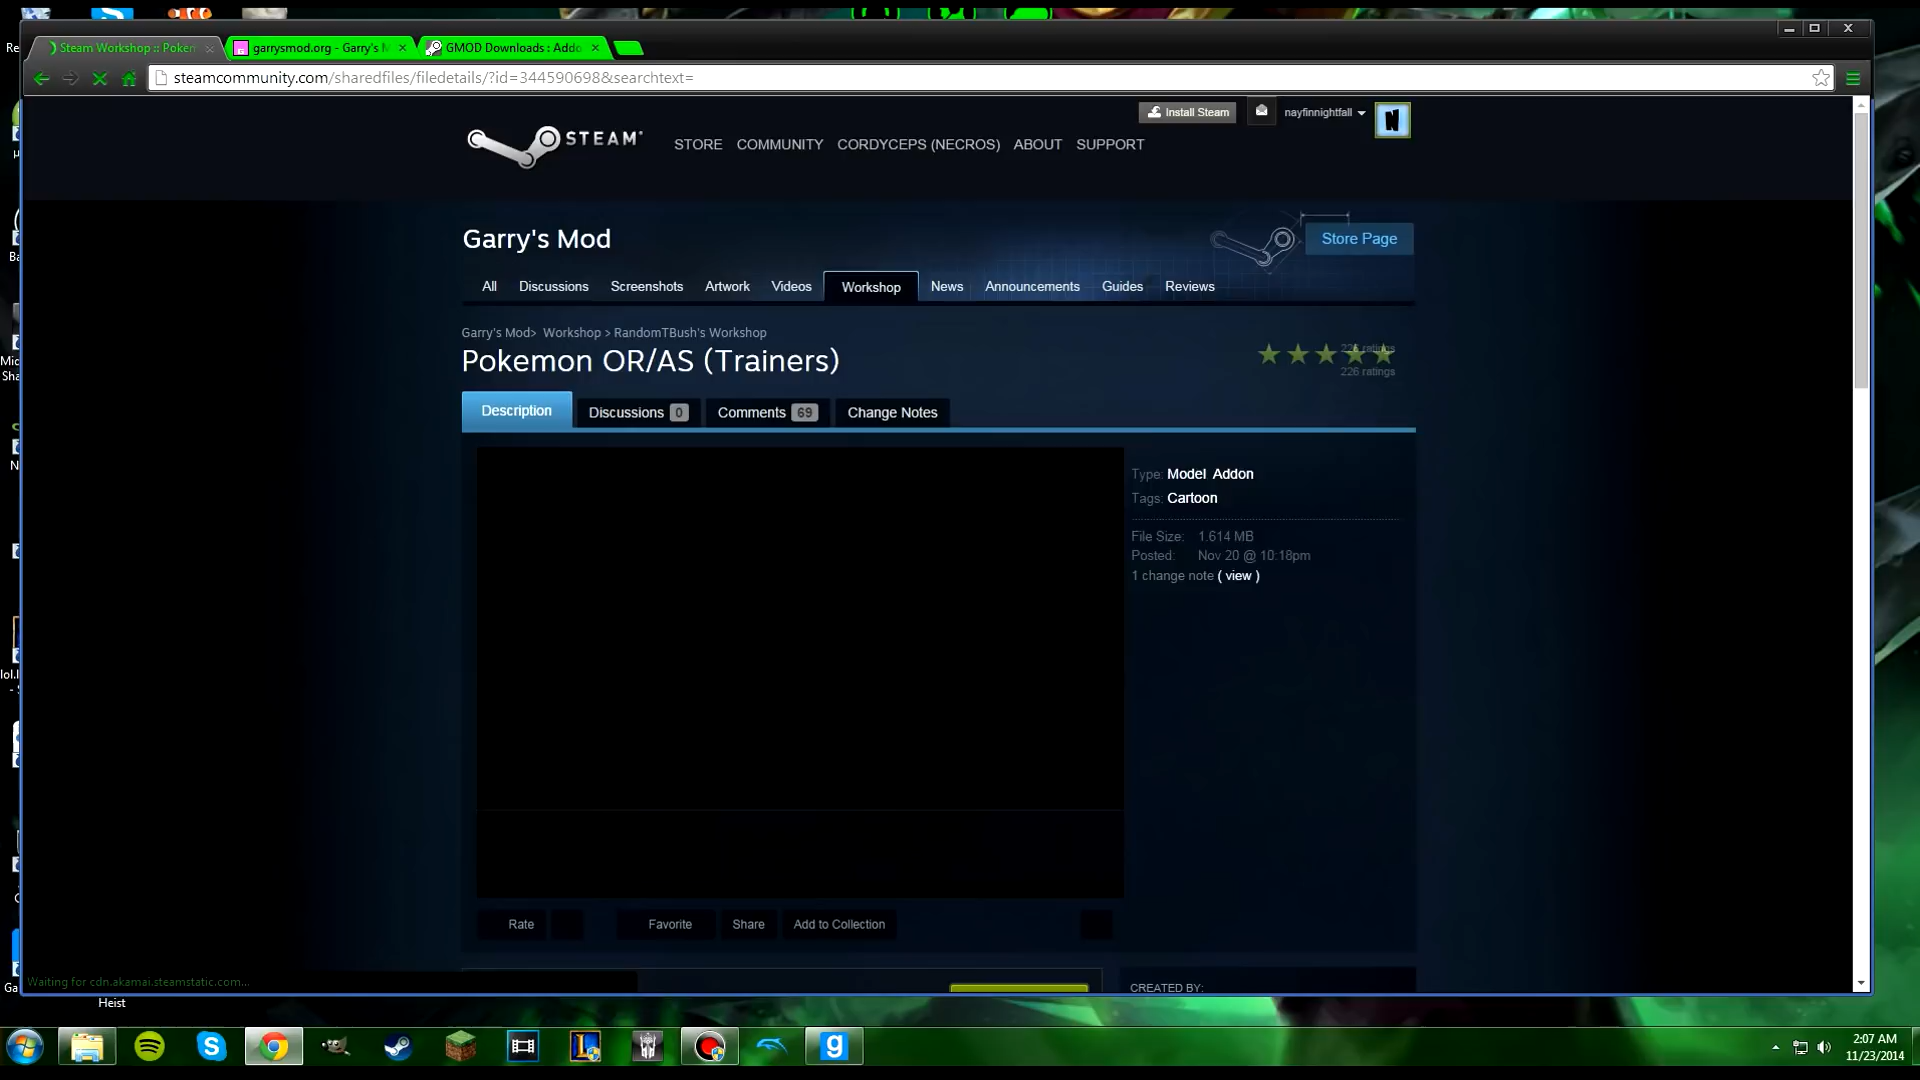 Steam Workshop :: Pokem
garrysmod.org - Garry's M
GMOD Downloads : Addo
steamcommunity.com/sharedfiles/filedetails/?id=344590698&searchtext=
Install Steam
nayfinnightfall
STEAM
STORE COMMUNITY CORDYCEPS (NECROS) ABOUT SUPPORT
Garry's Mod
Store Page
All Discussions Screenshots Artwork Videos Workshop News Announcements Guides Reviews
Garry's Mod> Workshop > RandomTBush's Workshop
Pokemon OR/AS (Trainers)
226 ratings
226 ratings
Description Discussions 0 Comments 69 Change Notes
Type: Model Addon
Tags: Cartoon
File Size: 1.614 MB
Posted: Nov 20 @ 10:18pm
1 change note ( view )
Rate Favorite Share Add to Collection
CREATED BY:
Waiting for cdn.akamai.steamstatic.com...
Heist
2:07 AM
11/23/2014